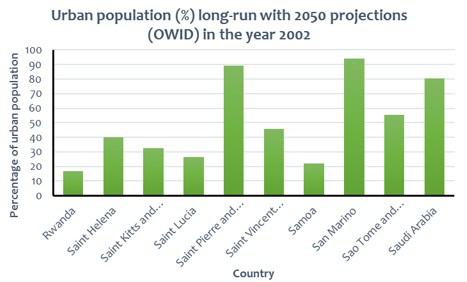 Urban population (%) long-run with 2050 projections
(OWID) in the year 2002
Percentage of urban population
100
90
80
70
60
50
40
30
20
10
0
Rwanda
Saint Helena
Saint Kitts and...
Saint Lucia
Saint Pierre and...
Saint Vincent...
Samoa
San Marino
Sao Tome and...
Saudi Arabia
Country